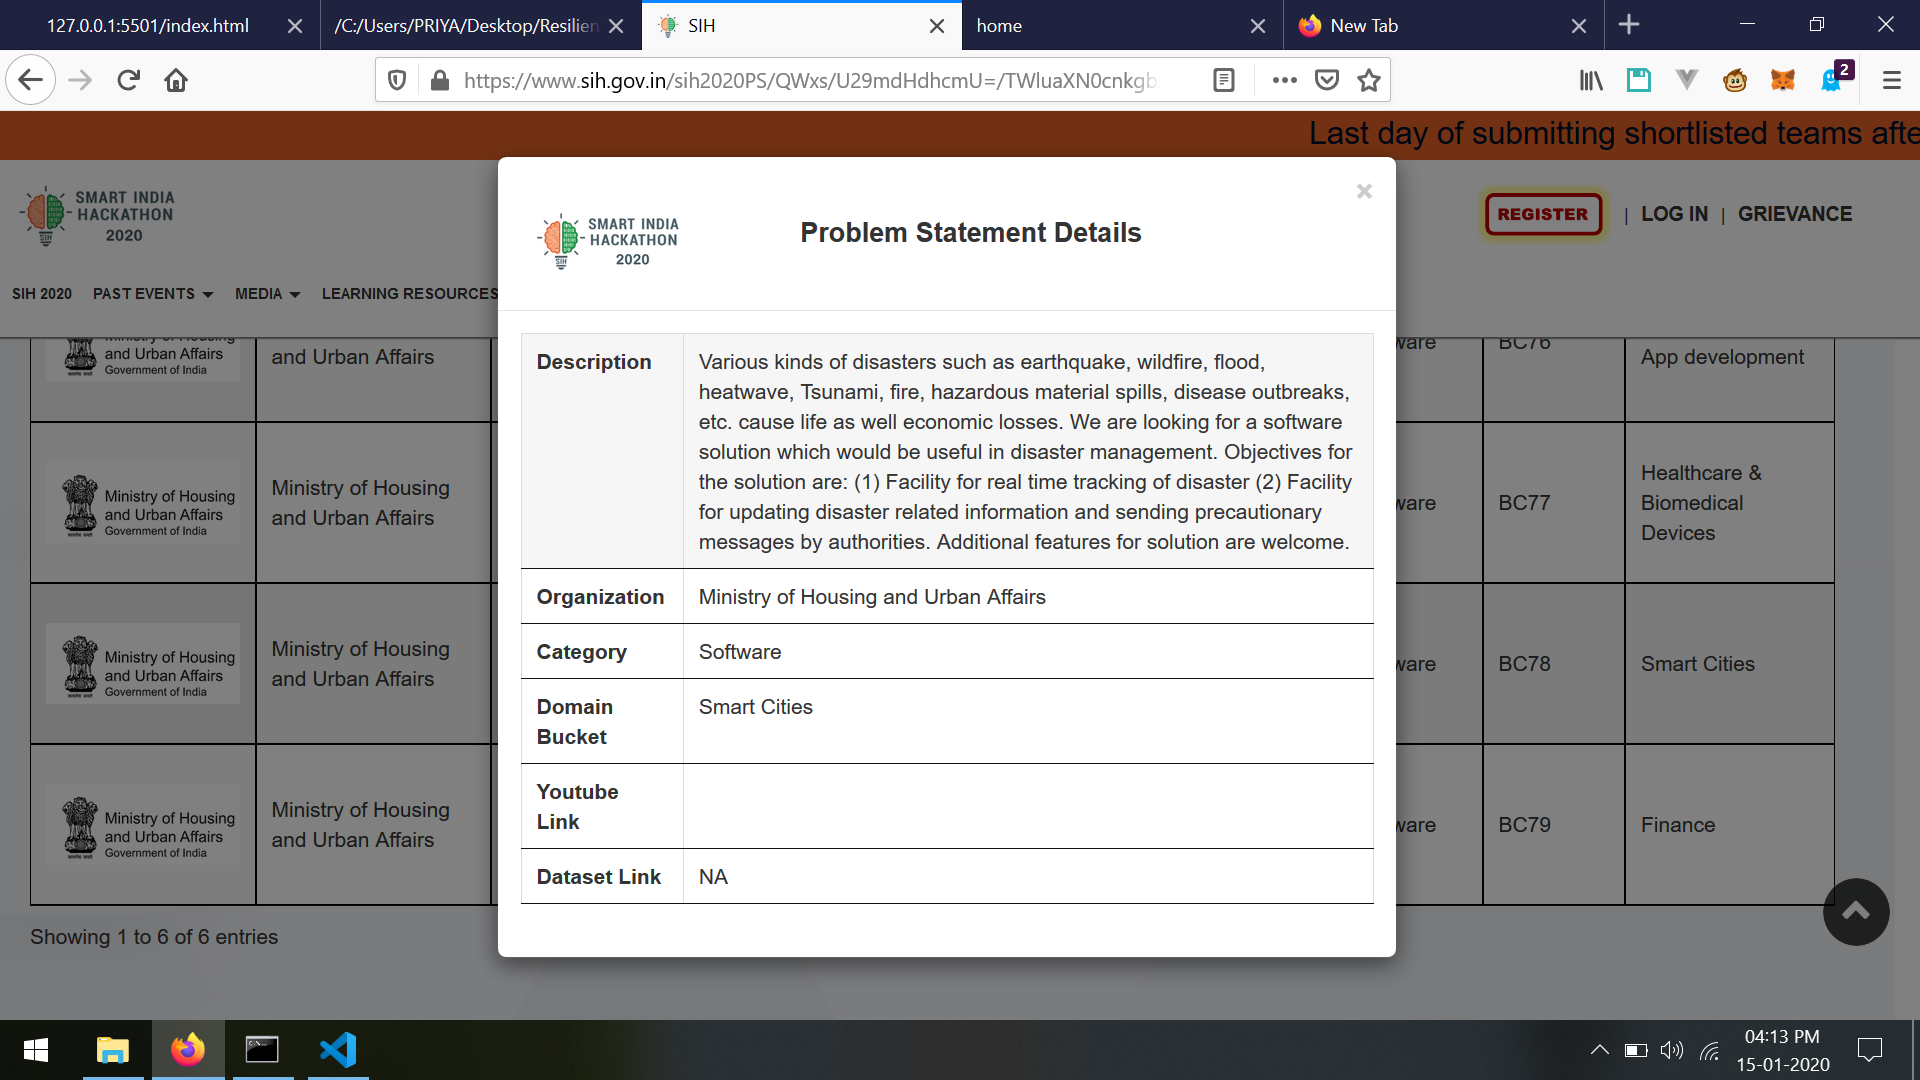 127.0.0.1:5501/index.html
/C:/Users/PRIYA/Desktop/Resilien
SIH
home
New Tab
https://www.sih.gov.in/sih2020PS/QWxs/U29mdHdhcmU=/TWluaXN0cnkgb
2
Last day of submitting shortlisted teams afte
SMART INDIA
HACKATHON
2020
SIH
REGISTER | LOG IN | GRIEVANCE
SIH 2020 PAST EVENTS MEDIA LEARNING RESOURCES
SMART INDIA
HACKATHON
2020
SIH
Problem Statement Details
Description
Various kinds of disasters such as earthquake, wildfire, flood,
heatwave, Tsunami, fire, hazardous material spills, disease outbreaks,
etc. cause life as well economic losses. We are looking for a software
solution which would be useful in disaster management. Objectives for
the solution are: (1) Facility for real time tracking of disaster (2) Facility
for updating disaster related information and sending precautionary
messages by authorities. Additional features for solution are welcome.
Organization
Ministry of Housing and Urban Affairs
Category
Software
Domain
Bucket
Smart Cities
Youtube
Link
Dataset Link
NA
and Urban Affairs
Government of India
and Urban Affairs
ware
BC76
App development
Ministry of Housing
and Urban Affairs
Government of India
Ministry of Housing
and Urban Affairs
ware
BC77
Healthcare &
Biomedical
Devices
Ministry of Housing
and Urban Affairs
Government of India
Ministry of Housing
and Urban Affairs
ware
BC78
Smart Cities
Ministry of Housing
and Urban Affairs
Government of India
Ministry of Housing
and Urban Affairs
ware
BC79
Finance
Showing 1 to 6 of 6 entries
04:13 PM
15-01-2020